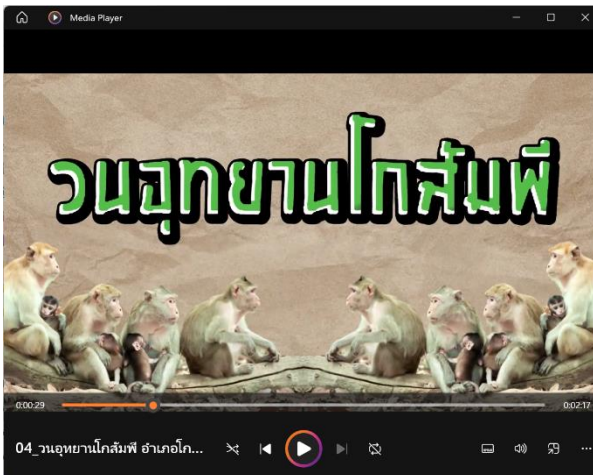 Media Player
วนอุทยานโกสัมพี
0:00:29
0:02:17
04_วนอุทยานโกสัมพี อำเภอโก...